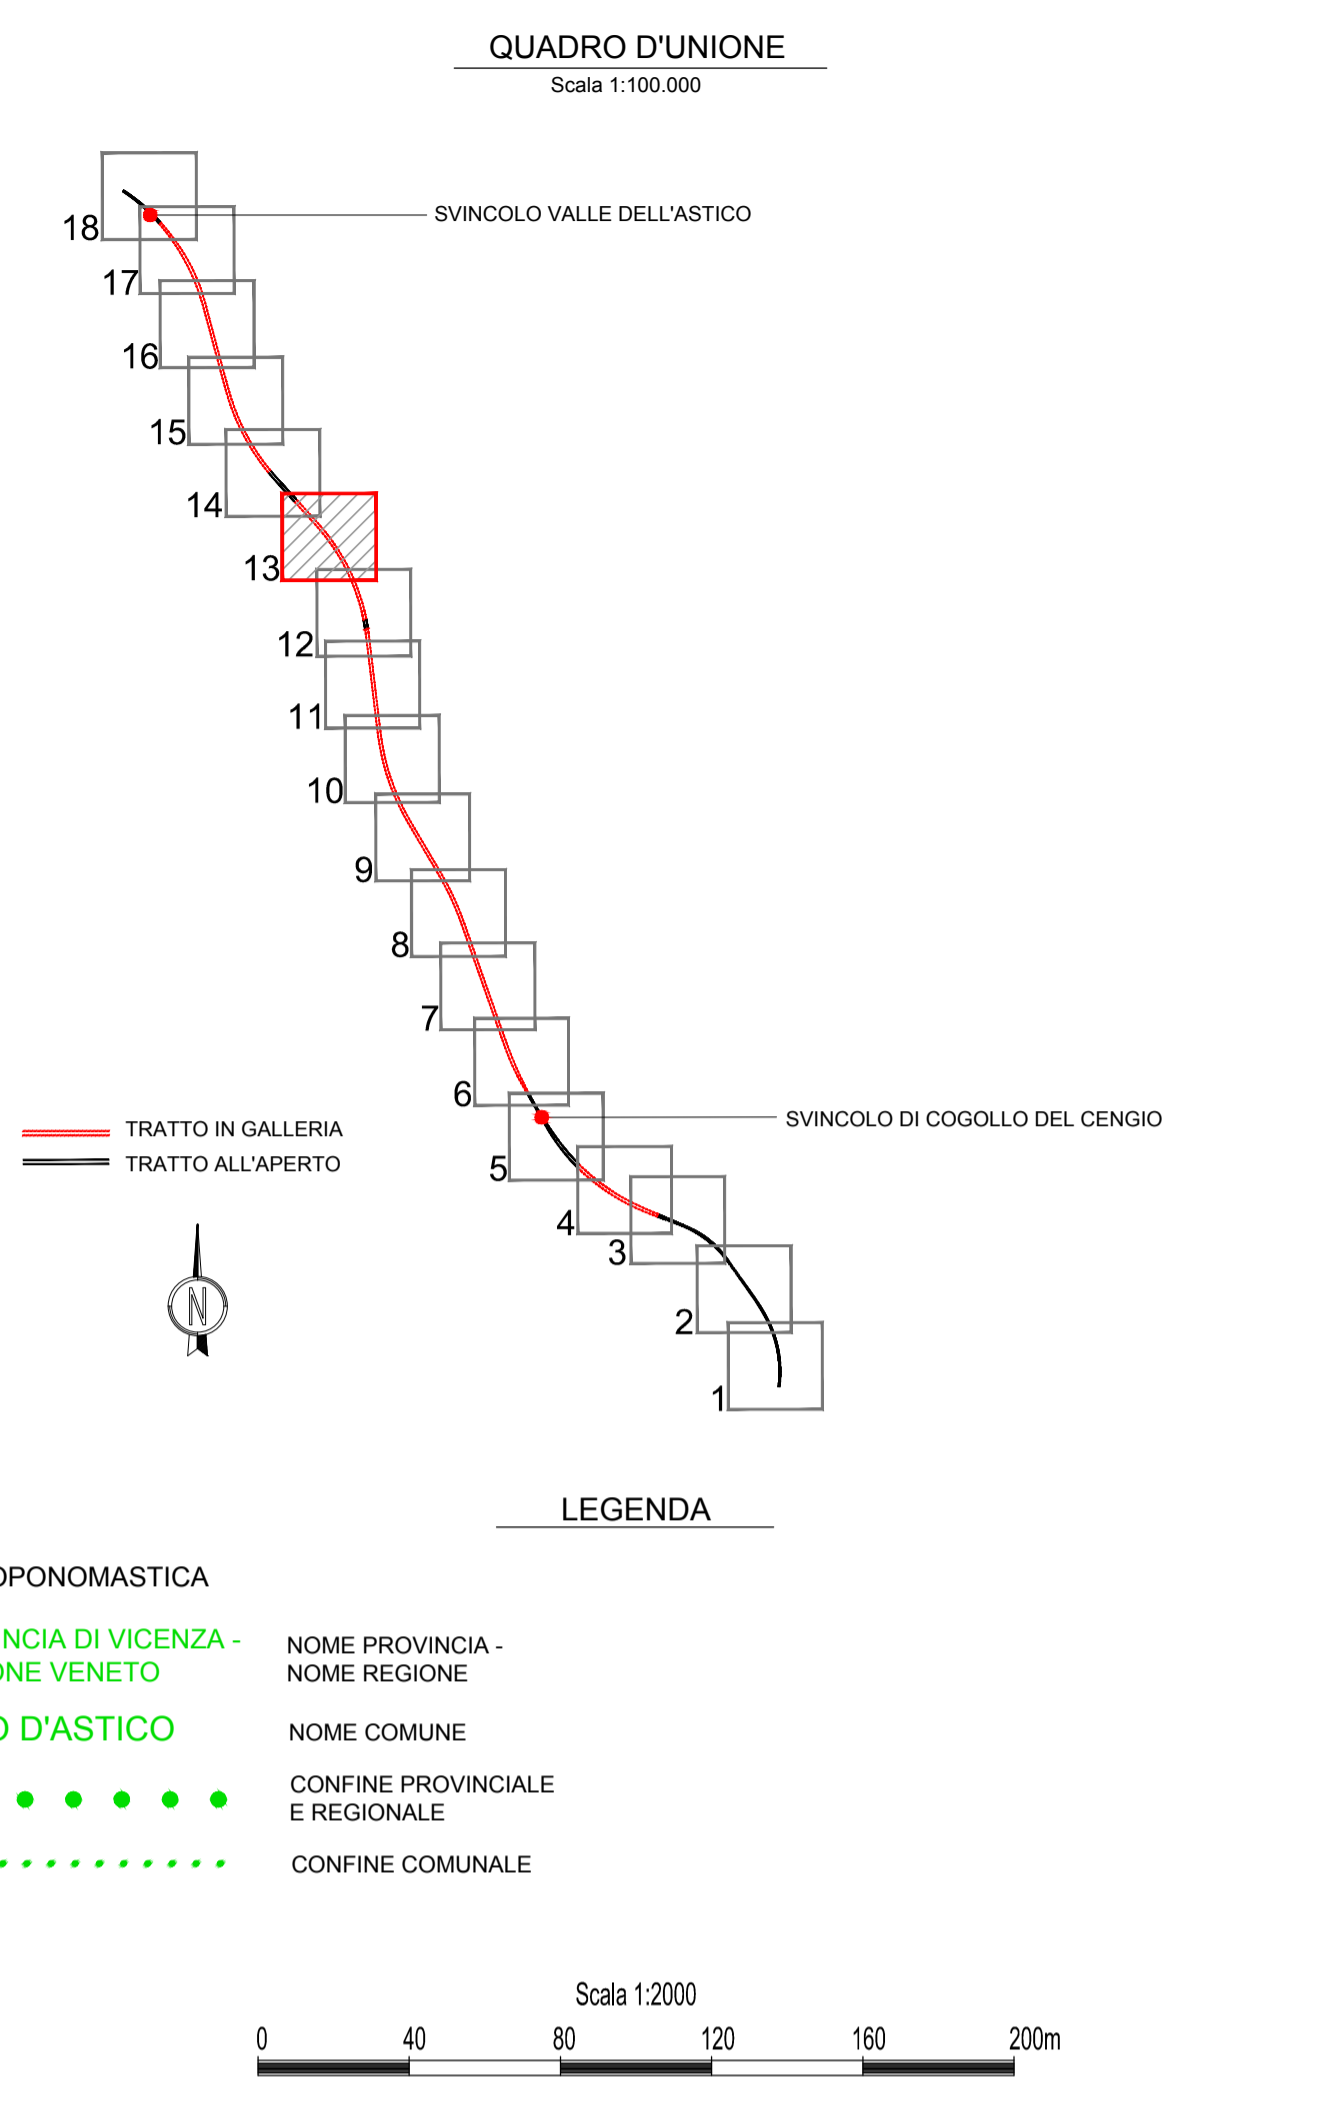 QUADRO D'UNIONE
Scala 1:100.000
18
SVINCOLO VALLE DELL'ASTICO
17
16
15
14
13
12
11
10
9
8
7
6
SVINCOLO DI COGOLLO DEL CENGIO
TRATTO IN GALLERIA
TRATTO ALL'APERTO
5
4
3
N
2
1
LEGENDA
OPONOMASTICA
NCIA DI VICENZA -
ONE VENETO
NOME PROVINCIA -
NOME REGIONE
O D'ASTICO
NOME COMUNE
CONFINE PROVINCIALE
E REGIONALE
CONFINE COMUNALE
Scala 1:2000
0 40 80 120 160 200m